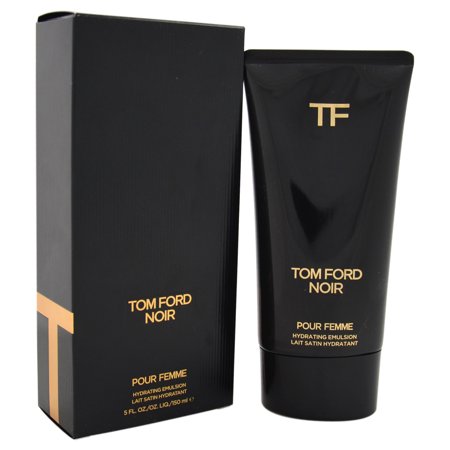 TOM FORD
NOIR
POUR FEMME
HYDRATING EMULSION
LAIT SATIN HYDRATANT
5 FL. OZ./OZ. LIQ./150 ml ℮
T
TF
TOM FORD
NOIR
POUR FEMME
HYDRATING EMULSION
LAIT SATIN HYDRATANT